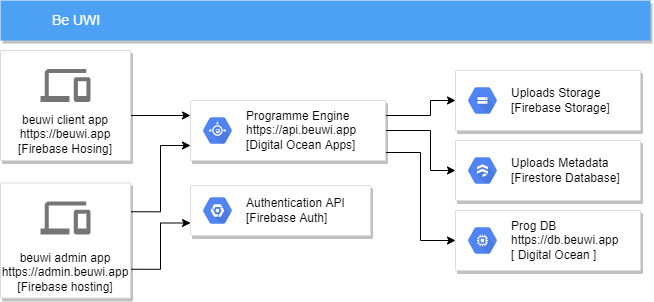 Be UWI
beuwi client app
https://beuwi.app
[Firebase Hosing]
beuwi admin app
https://admin.beuwi.app
[Firebase hosting]
Programme Engine
https://api.beuwi.app
[Digital Ocean Apps]
Authentication API
[Firebase Auth]
Uploads Storage
[Firebase Storage]
Uploads Metadata
[Firestore Database]
Prog DB
https://db.beuwi.app
[ Digital Ocean ]